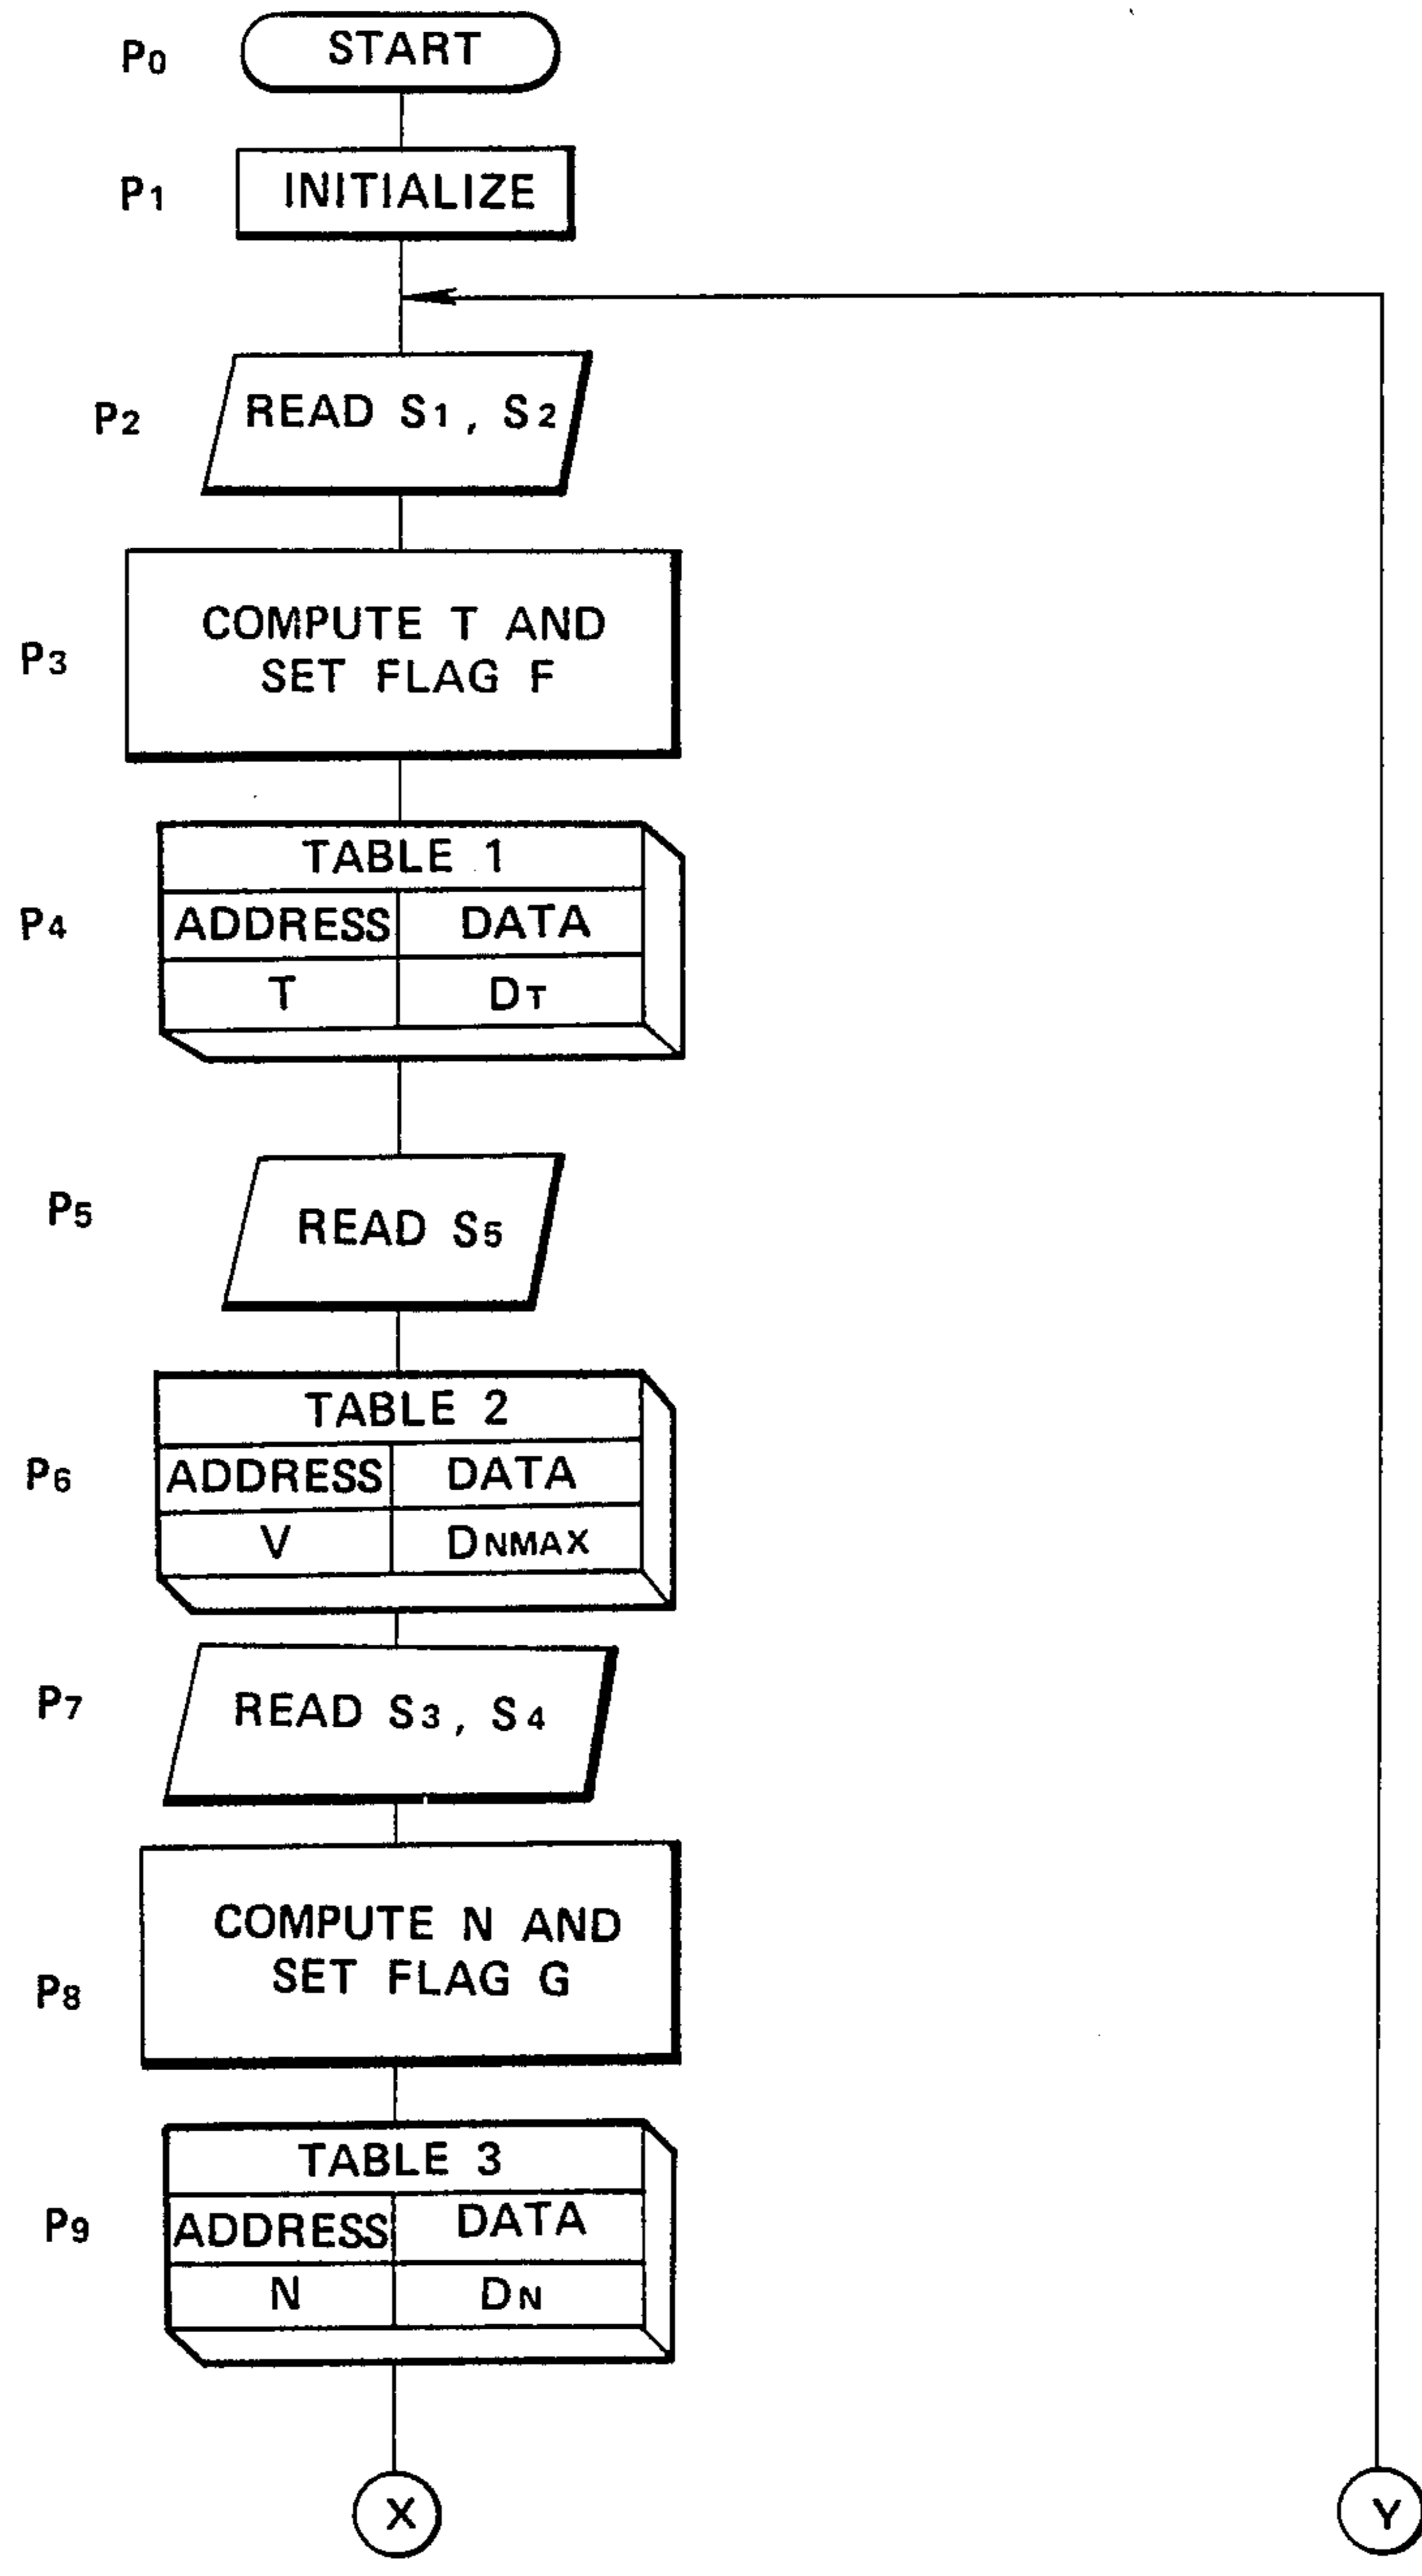 P0 START
P1 INITIALIZE
P2 READ S1, S2
P3 COMPUTE T AND
SET FLAG F
TABLE 1
P4 ADDRESS DATA
T DT
P5 READ S5
TABLE 2
P6 ADDRESS DATA
V DNMAX
P7 READ S3, S4
COMPUTE N AND
P8 SET FLAG G
TABLE 3
P9 ADDRESS DATA
N DN
X Y